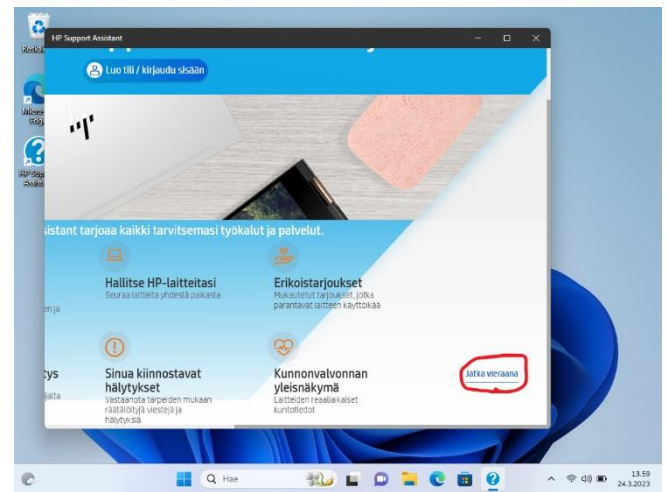 HP Support Assistant
Luo tili / kirjaudu sisään
sistant tarjoaa kaikki tarvitsemasi työkalut ja palvelut.
Hallitse HP-laitteitasi
Seuraa laitteita yhdestä paikasta
en ja
Erikoistarjoukset
Mukautetut tarjoukset, jotka
parantavat laitteen käyttöikää
tys
jaita
Sinua kiinnostavat
hälytykset
Vastaanota tarpeiden mukaan
räätälöityjä viestejä ja
hälytyksiä
Kunnonvalvonnan
yleisnäkymä
Laitteiden reaaliaikaiset
kuntotiedot
Jatka vieraana
Edge
Hae
13.59
24.3.2023